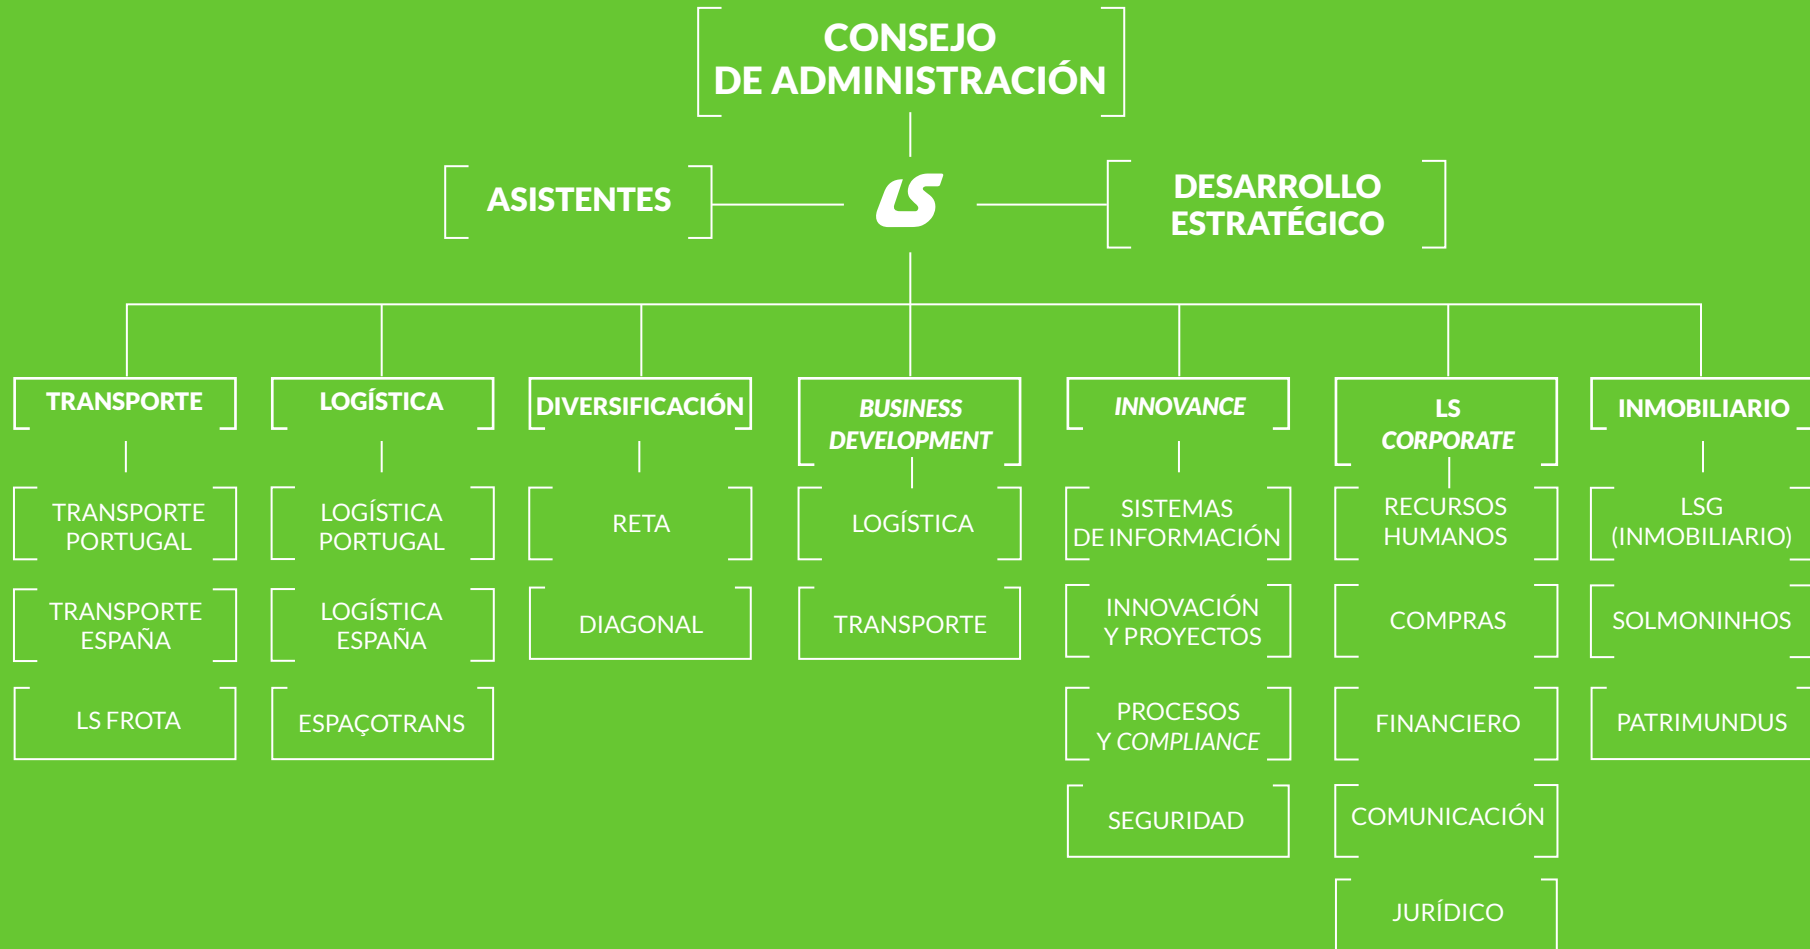 CONSEJO
DE ADMINISTRACIÓN
ASISTENTES
LS
DESARROLLO
ESTRATÉGICO
TRANSPORTE
TRANSPORTE
PORTUGAL
TRANSPORTE
ESPAÑA
LS FROTA
LOGÍSTICA
LOGÍSTICA
PORTUGAL
LOGÍSTICA
ESPAÑA
ESPAÇOTRANS
DIVERSIFICACIÓN
RETA
DIAGONAL
BUSINESS
DEVELOPMENT
LOGÍSTICA
TRANSPORTE
INNOVANCE
SISTEMAS
DE INFORMACIÓN
INNOVACIÓN
Y PROYECTOS
PROCESOS
Y COMPLIANCE
SEGURIDAD
LS
CORPORATE
RECURSOS
HUMANOS
COMPRAS
FINANCIERO
COMUNICACIÓN
JURÍDICO
INMOBILIARIO
LSG
(INMOBILIARIO)
SOLMONINHOS
PATRIMUNDUS